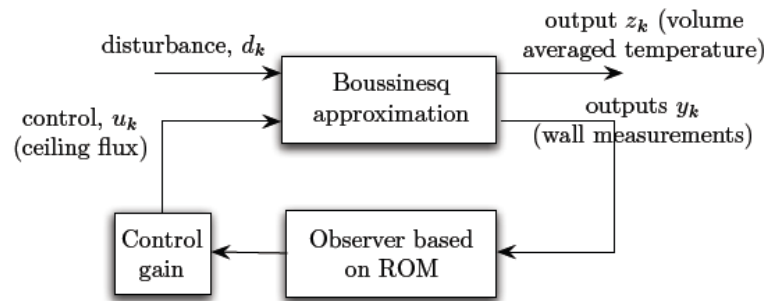 disturbance, d_k
output z_k (volume
averaged temperature)
Boussinesq
approximation
control, u_k
(ceiling flux)
outputs y_k
(wall measurements)
Control
gain
Observer based
on ROM